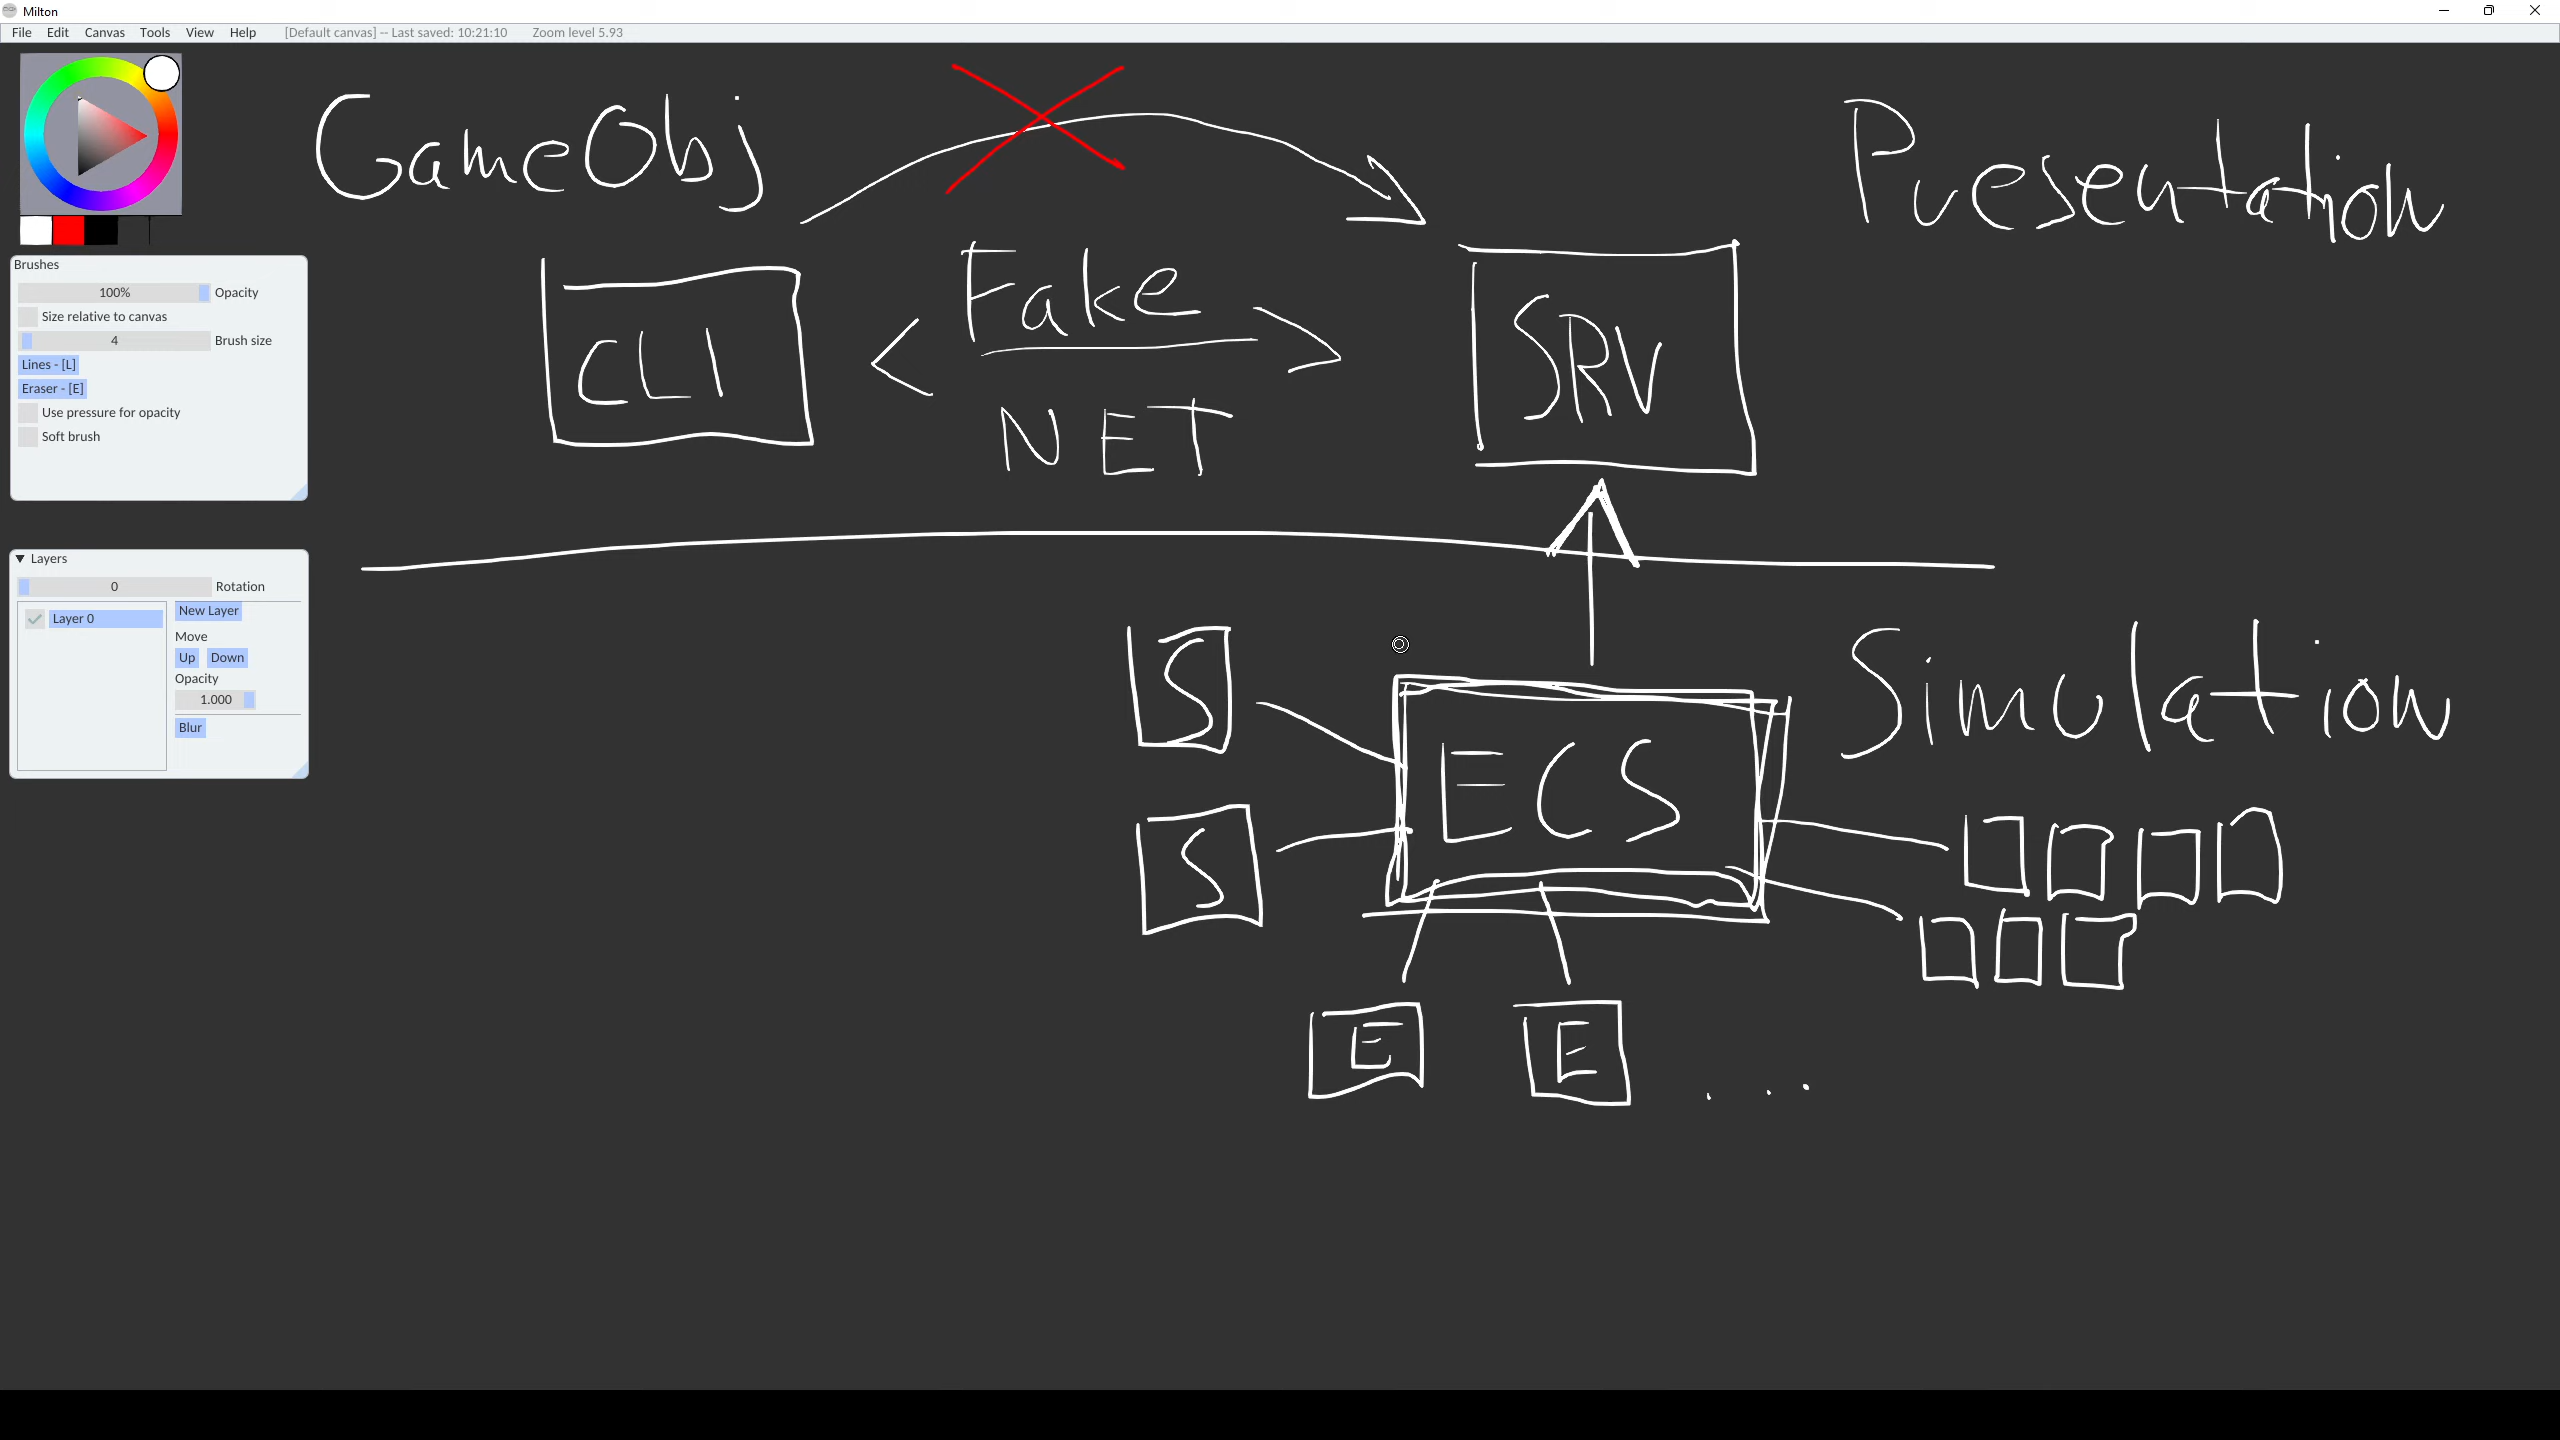 Milton
File Edit Canvas Tools View Help [Default canvas] -- Last saved: 10:21:10 Zoom level 5.93
GameObj
Presentation
Brushes
100% Opacity
Size relative to canvas
4 Brush size
Lines - [L]
Eraser - [E]
Use pressure for opacity
Soft brush
CLI
Fake
NET
SRV
Layers
0 Rotation
Layer 0
New Layer
Move
Up Down
Opacity
1.000
Blur
S
Simulation
ECS
S
E E . . .